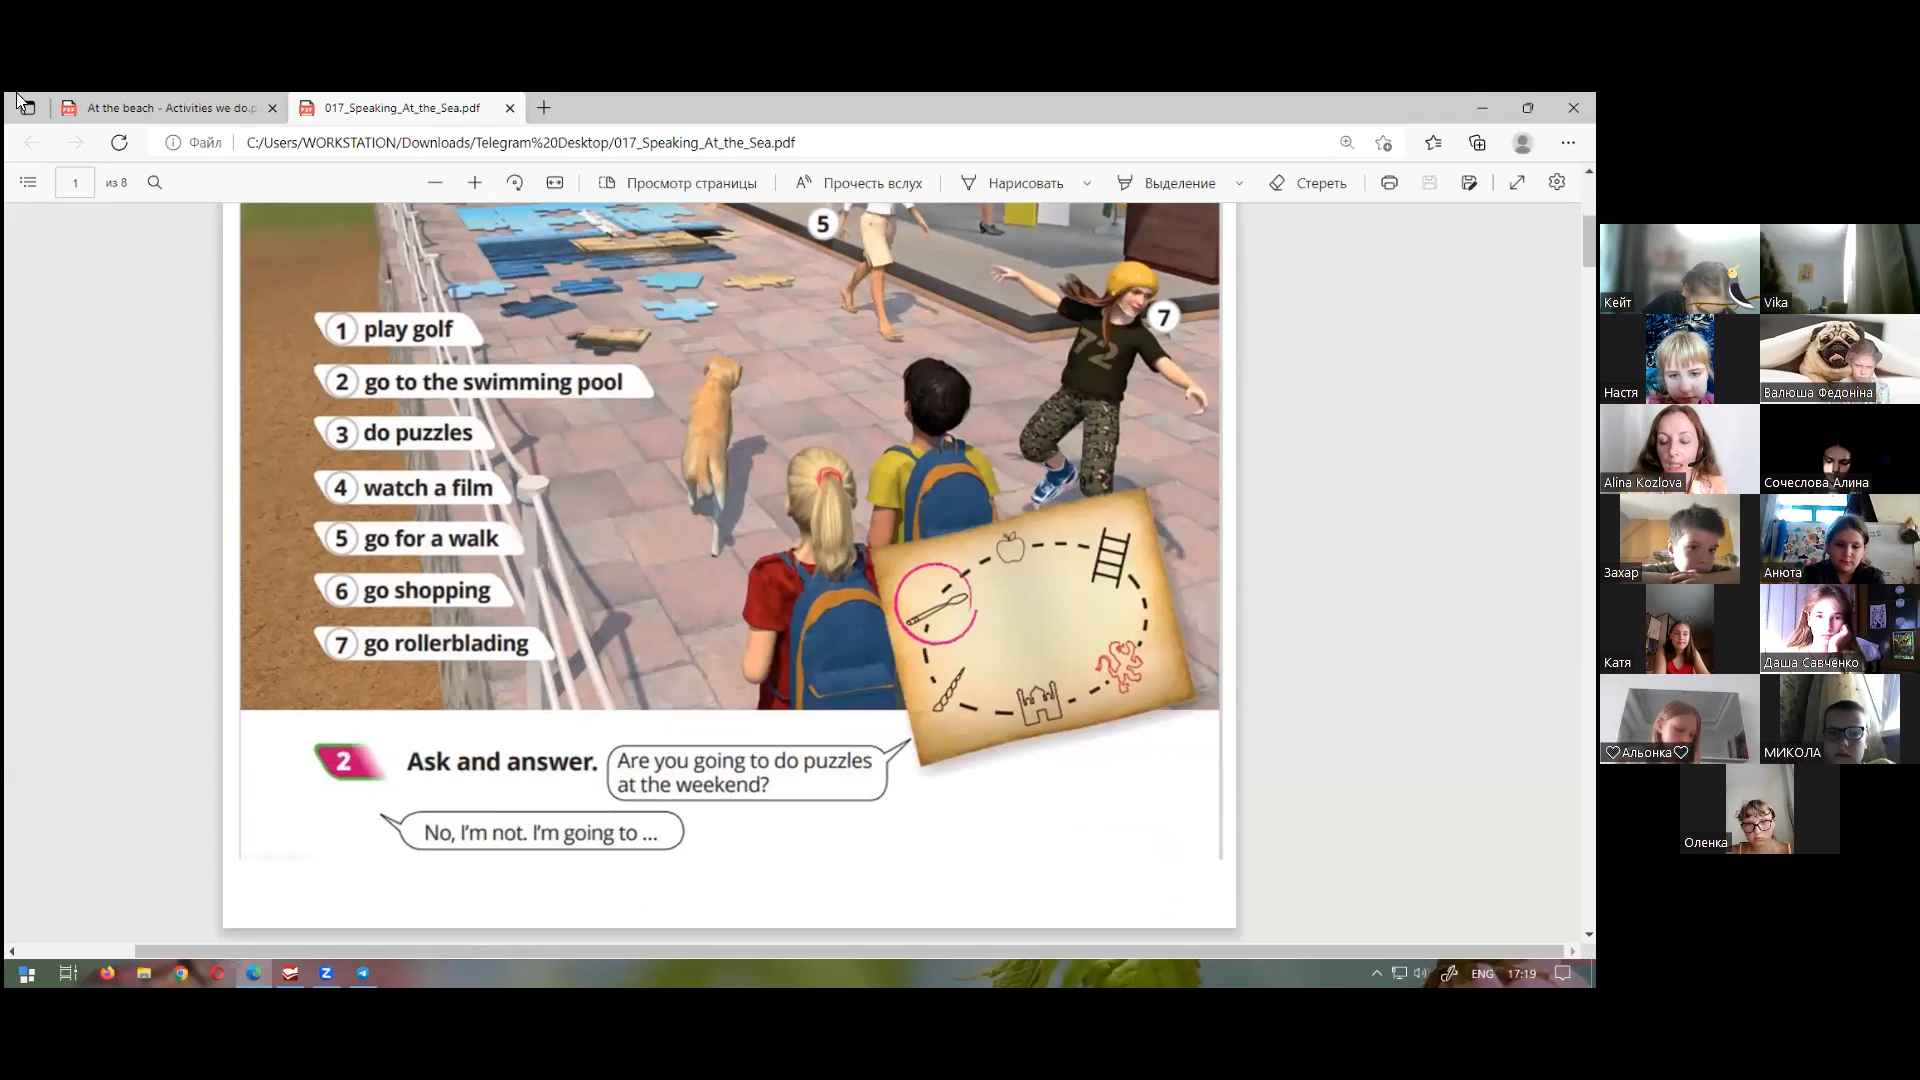 At the beach - Activities we do.p
017_Speaking_At_the_Sea.pdf
Файл
C:/Users/WORKSTATION/Downloads/Telegram%20Desktop/017_Speaking_At_the_Sea.pdf
1
из 8
Просмотр страницы
Прочесть вслух
Нарисовать
Выделение
Стереть
5
7
72
1 play golf
2 go to the swimming pool
3 do puzzles
4 watch a film
5 go for a walk
6 go shopping
7 go rollerblading
2 Ask and answer.
Are you going to do puzzles
at the weekend?
No, I'm not. I'm going to ...
Кейт
Vika
Настя
Валюша Федоніна
Alina Kozlova
Сочеслова Алина
Захар
Анюта
Катя
Даша Савченко
♡Альонка♡
МИКОЛА
Оленка
ENG
17:19